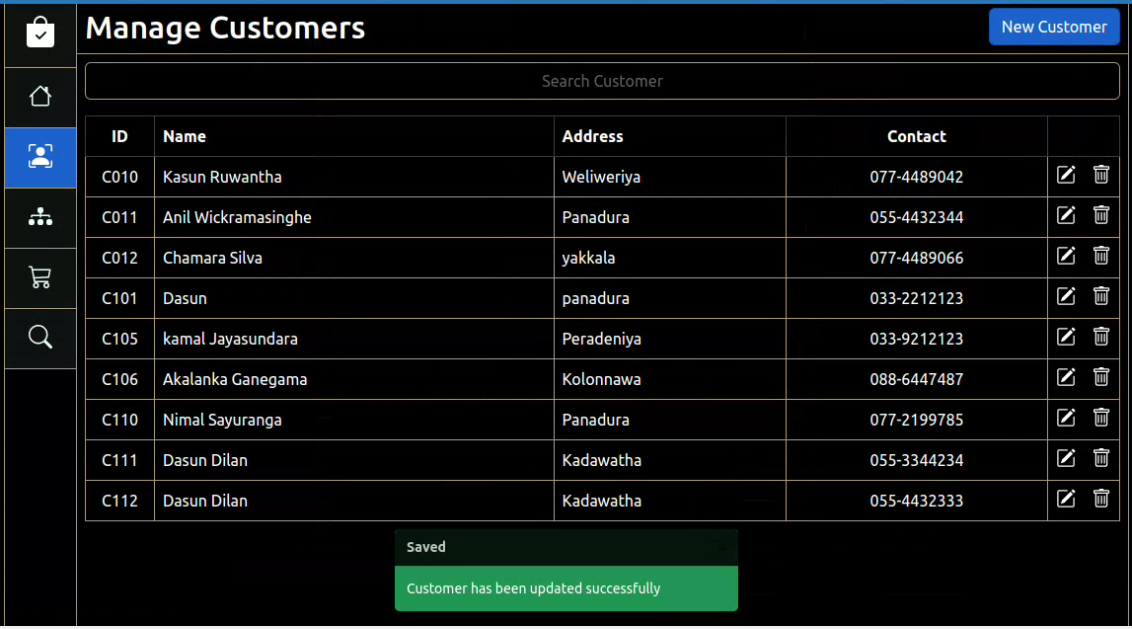 Manage Customers
New Customer
Search Customer
ID Name Address Contact
C010 Kasun Ruwantha Weliweriya 077-4489042
C011 Anil Wickramasinghe Panadura 055-4432344
C012 Chamara Silva yakkala 077-4489066
C101 Dasun panadura 033-2212123
C105 kamal Jayasundara Peradeniya 033-9212123
C106 Akalanka Ganegama Kolonnawa 088-6447487
C110 Nimal Sayuranga Panadura 077-2199785
C111 Dasun Dilan Kadawatha 055-3344234
C112 Dasun Dilan Kadawatha 055-4432333
Saved
Customer has been updated successfully